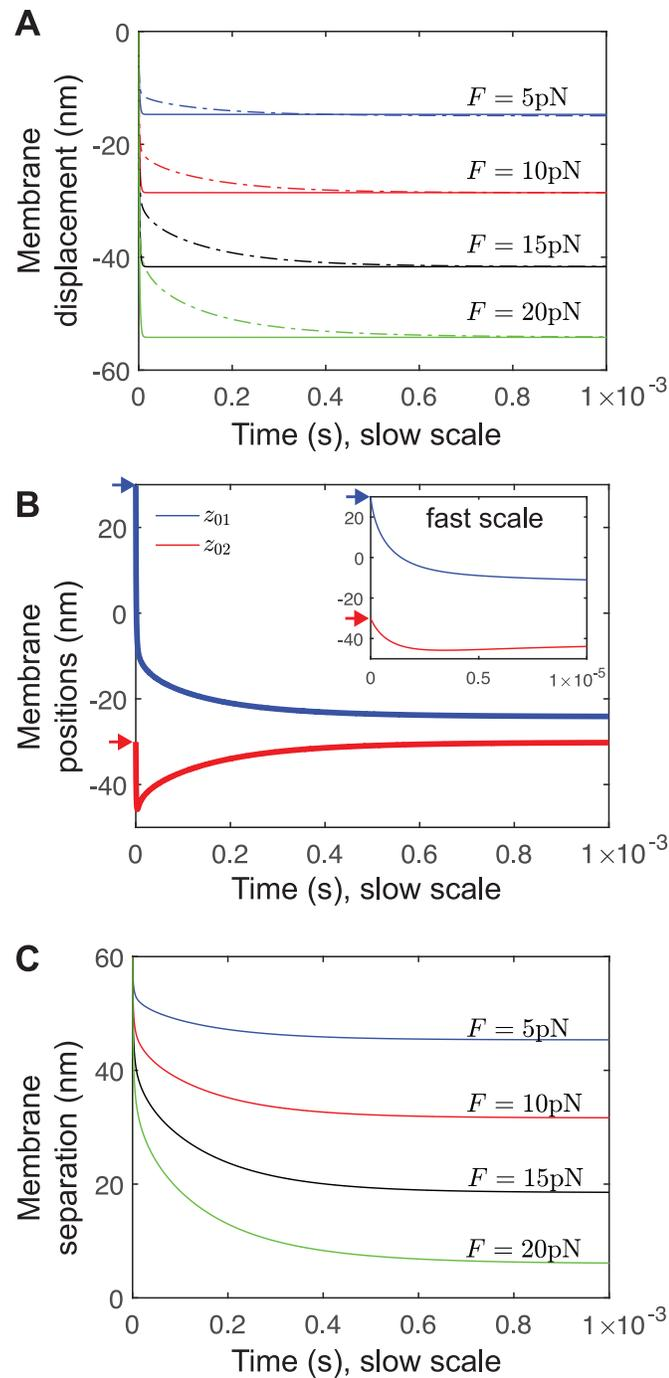 A
Membrane
displacement (nm)
0
-20
-40
-60
F = 5pN
F = 10pN
F = 15pN
F = 20pN
0 0.2 0.4 0.6 0.8 1×10⁻³
Time (s), slow scale
B
Membrane
positions (nm)
20
0
-20
-40
z₀₁
z₀₂
fast scale
20
0
-20
-40
0 0.5 1×10⁻⁵
0 0.2 0.4 0.6 0.8 1×10⁻³
Time (s), slow scale
C
Membrane
separation (nm)
60
40
20
0
F = 5pN
F = 10pN
F = 15pN
F = 20pN
0 0.2 0.4 0.6 0.8 1×10⁻³
Time (s), slow scale